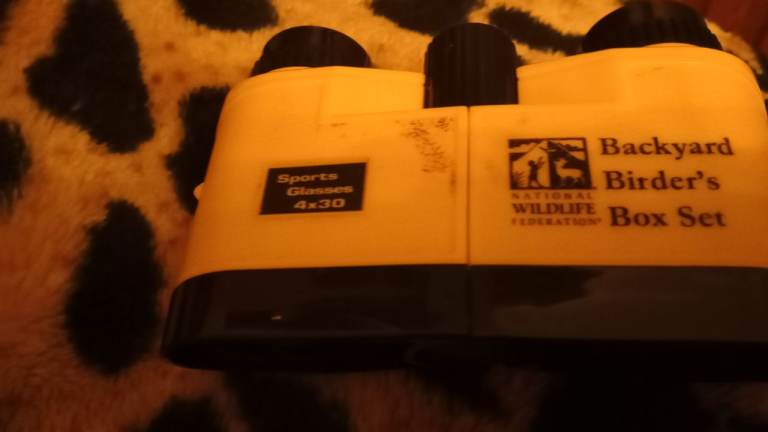 Sports
Glasses
4x30
NATIONAL
WILDLIFE
FEDERATION®
Backyard
Birder's
Box Set